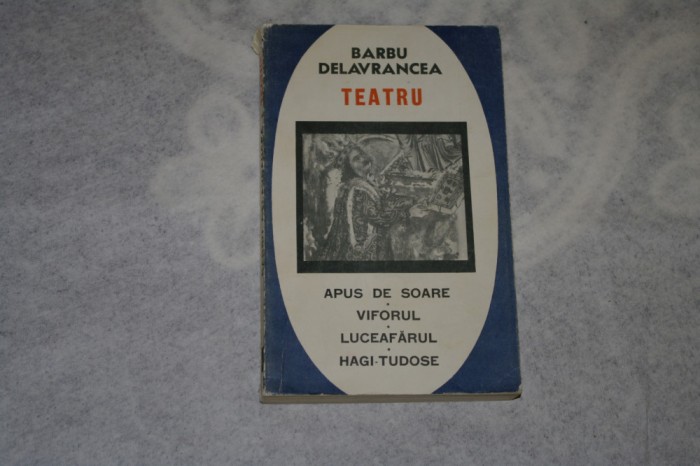 BARBU
DELAVRANCEA
TEATRU
APUS DE SOARE
·
VIFORUL
·
LUCEAFĂRUL
·
HAGI-TUDOSE